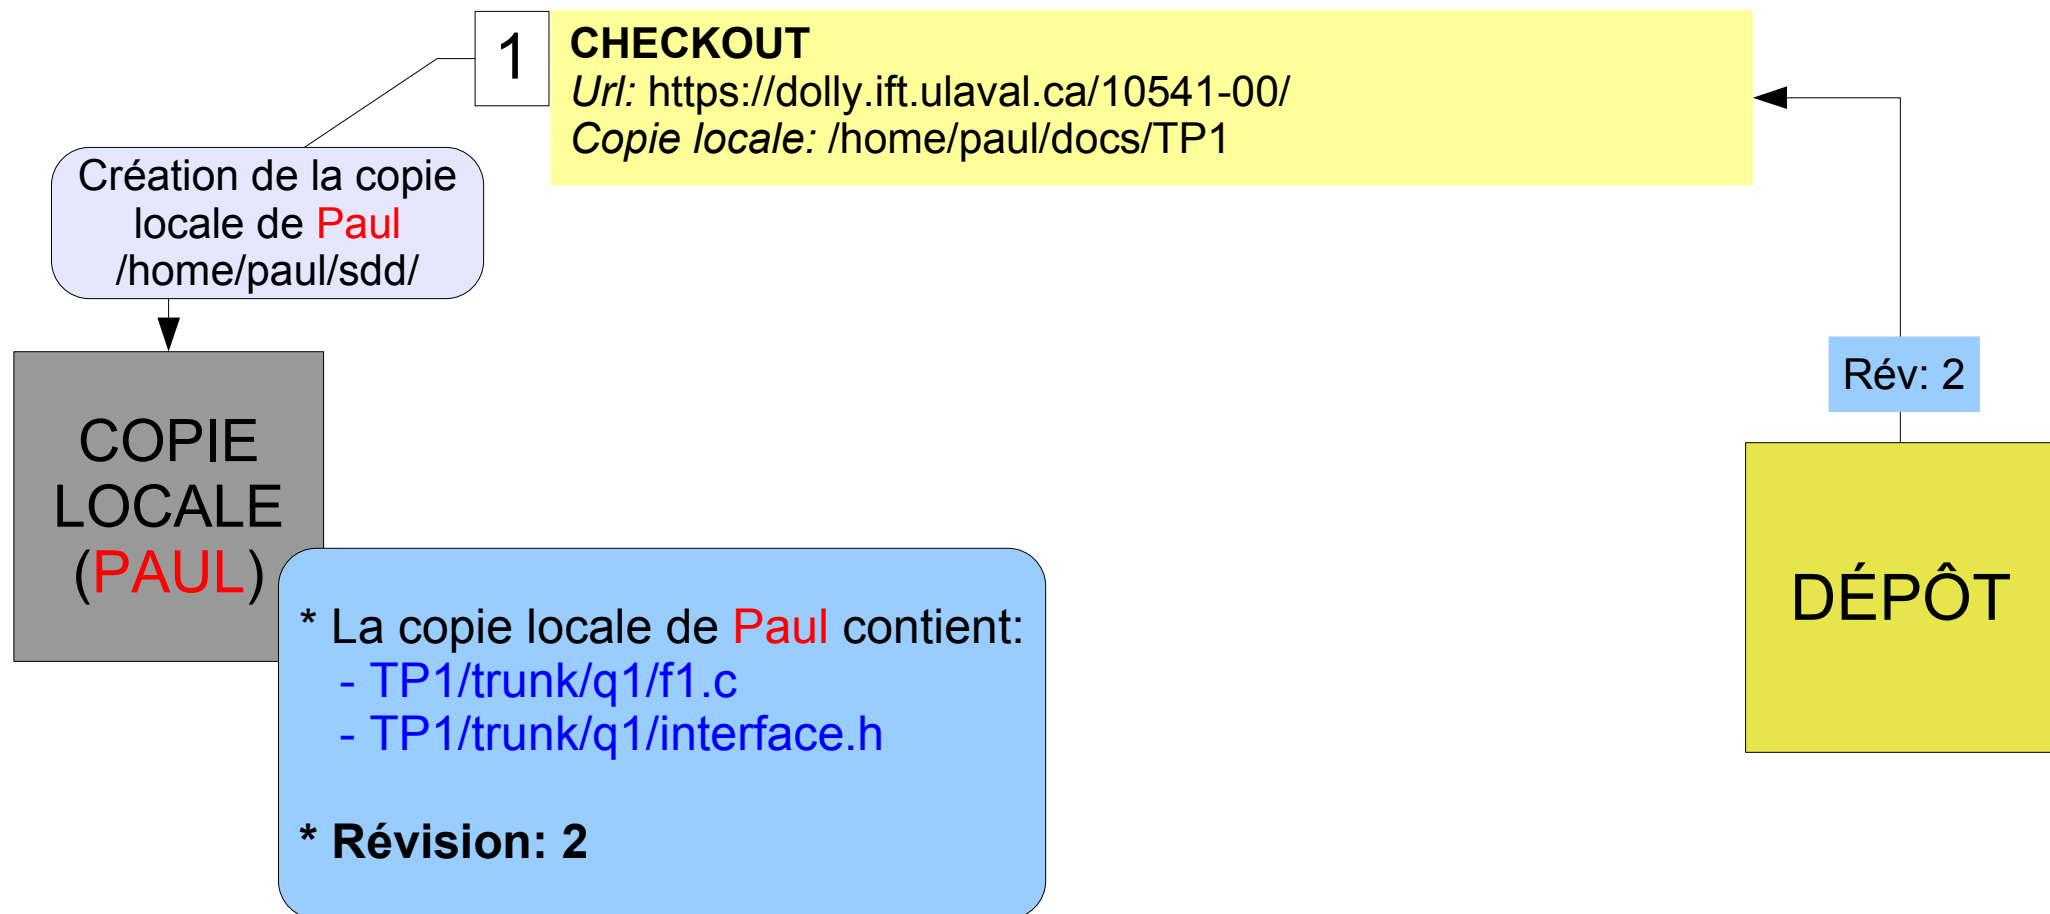 1
CHECKOUT
Url: https://dolly.ift.ulaval.ca/10541-00/
Copie locale: /home/paul/docs/TP1
Création de la copie
locale de Paul
/home/paul/sdd/
Rév: 2
COPIE
LOCALE
(PAUL)
DÉPÔT
* La copie locale de Paul contient:
- TP1/trunk/q1/f1.c
- TP1/trunk/q1/interface.h
* Révision: 2